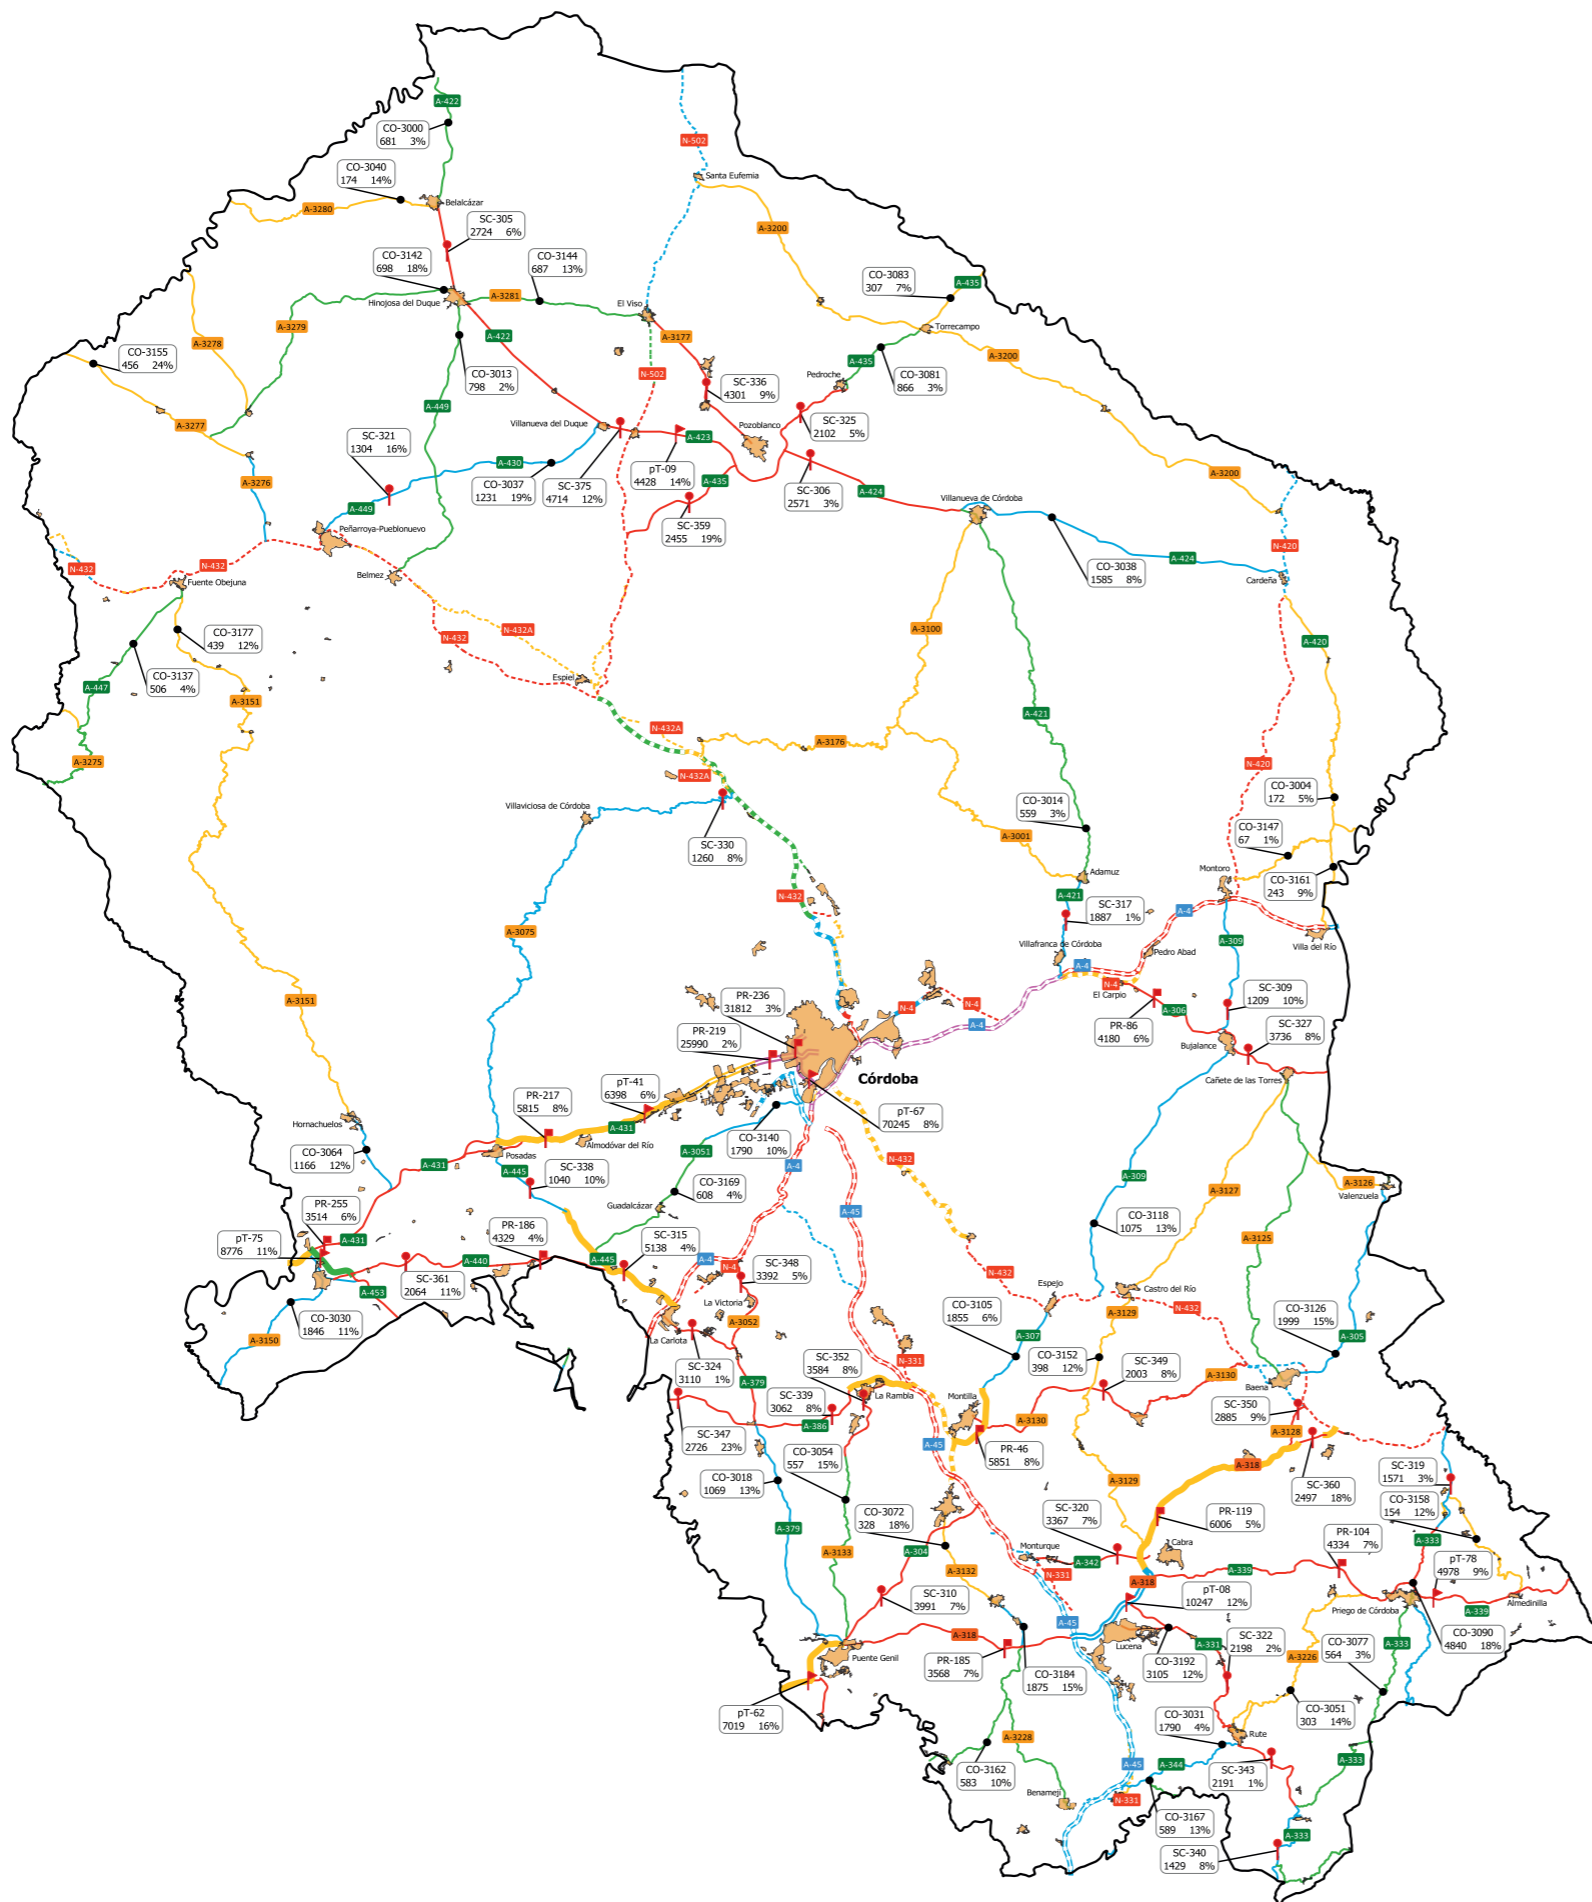 A-422
CO-3000
681 3%
N-502
CO-3040
174 14%
Santa Eufemia
A-3280
Belalcázar
SC-305
2724 6%
A-3200
CO-3142
698 18%
CO-3144
687 13%
CO-3083
307 7%
A-435
Hinojosa del Duque
A-3281
El Viso
A-3279
A-422
A-3177
Torrecampo
A-3278
A-3200
CO-3155
456 24%
CO-3013
798 2%
N-502
SC-336
4301 9%
Pedroche
A-435
CO-3081
866 3%
A-449
SC-325
2102 5%
A-3277
Villanueva del Duque
Pozoblanco
SC-321
1304 16%
A-423
A-430
CO-3037
1231 19%
SC-375
4714 12%
pT-09
4428 14%
A-435
SC-306
2571 3%
A-424
A-3200
A-3276
A-449
SC-359
2455 19%
Villanueva de Córdoba
Peñarroya-Pueblonuevo
N-420
N-432
N-432
CO-3038
1585 8%
A-424
Cardeña
Fuente Obejuna
Belmez
CO-3177
439 12%
N-432
N-432A
A-3100
A-420
CO-3137
506 4%
A-447
Espiel
A-3151
A-421
N-432A
A-3176
A-3275
N-432A
N-420
CO-3004
172 5%
Villaviciosa de Córdoba
CO-3014
559 3%
CO-3147
67 1%
SC-330
1260 8%
A-3001
Montoro
CO-3161
243 9%
Adamuz
N-432
A-421
SC-317
1887 1%
A-4
A-3075
Villafranca de Córdoba
A-309
Villa del Río
Pedro Abad
A-4
A-3151
El Carpio
N-4
PR-236
31812 3%
N-4
N-4
SC-309
1209 10%
A-4
A-306
PR-86
4180 6%
PR-219
25990 2%
SC-327
3736 8%
Bujalance
Córdoba
Cañete de las Torres
pT-41
6398 6%
PR-217
5815 8%
pT-67
70245 8%
Hornachuelos
A-431
Almodóvar del Río
CO-3140
1790 10%
CO-3064
1166 12%
Posadas
A-3051
A-431
A-445
SC-338
1040 10%
A-4
N-432
A-309
A-3127
A-3126
Valenzuela
CO-3169
608 4%
Guadalcázar
A-45
CO-3118
1075 13%
PR-255
3514 6%
PR-186
4329 4%
SC-315
5138 4%
A-3125
pT-75
8776 11%
A-431
A-440
A-445
A-4
N-4
SC-348
3392 5%
N-432
SC-361
2064 11%
A-453
La Victoria
Espejo
Castro del Río
CO-3030
1846 11%
A-3052
CO-3105
1855 6%
A-3129
N-432
CO-3126
1999 15%
A-3150
La Carlota
A-307
A-305
SC-324
3110 1%
SC-352
3584 8%
N-331
CO-3152
398 12%
SC-349
2003 8%
A-3130
A-379
SC-339
3062 8%
La Rambla
Montilla
Baena
A-386
A-3130
SC-350
2885 9%
SC-347
2726 23%
A-45
A-3128
PR-46
5851 8%
CO-3054
557 15%
A-318
SC-319
1571 3%
CO-3018
1069 13%
A-3129
SC-360
2497 18%
CO-3158
154 12%
SC-320
3367 7%
PR-119
6006 5%
CO-3072
328 18%
A-379
PR-104
4334 7%
A-333
A-304
Monturque
Cabra
A-3133
A-342
A-339
pT-78
4978 9%
A-3132
N-331
A-318
pT-08
10247 12%
SC-310
3991 7%
Priego de Córdoba
A-339
Almedinilla
A-45
A-318
Lucena
SC-322
2198 2%
CO-3077
564 3%
A-333
CO-3090
4840 18%
A-331
Puente Genil
PR-185
3568 7%
CO-3192
3105 12%
A-3226
CO-3184
1875 15%
pT-62
7019 16%
CO-3031
1790 4%
CO-3051
303 14%
A-3228
Rute
A-45
A-344
SC-343
2191 1%
A-333
CO-3162
583 10%
Benamejí
N-331
CO-3167
589 13%
A-333
SC-340
1429 8%